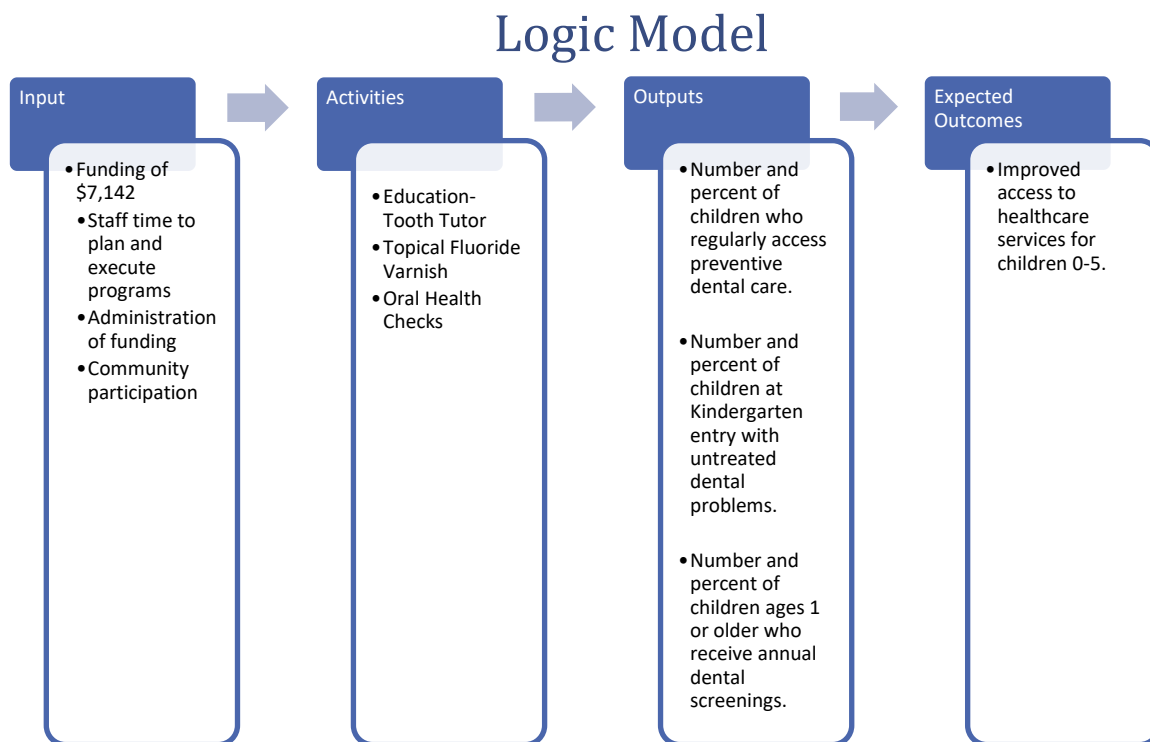 Logic Model
Input
•Funding of
$7,142
•Staff time to
plan and
execute
programs
•Administration
of funding
•Community
participation
Activities
•Education-
Tooth Tutor
•Topical Fluoride
Varnish
•Oral Health
Checks
Outputs
•Number and
percent of
children who
regularly access
preventive
dental care.
•Number and
percent of
children at
Kindergarten
entry with
untreated
dental
problems.
•Number and
percent of
children ages 1
or older who
receive annual
dental
screenings.
Expected
Outcomes
•Improved
access to
healthcare
services for
children 0-5.